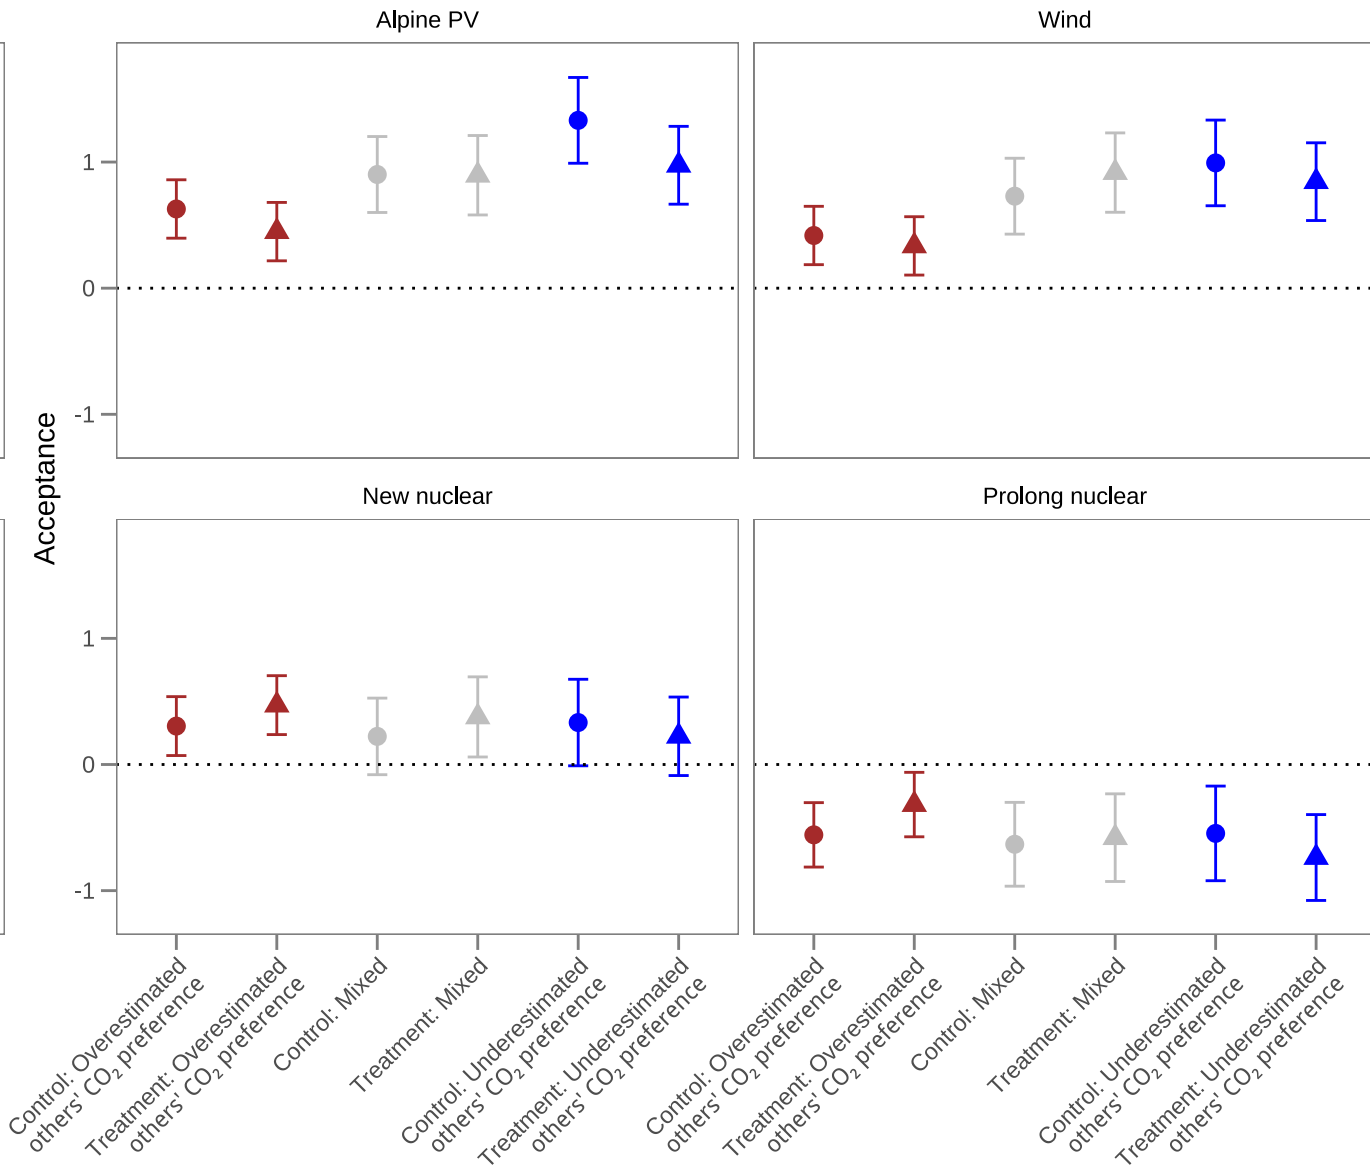 Alpine PV
Wind
1
0
-1
Acceptance
New nuclear
Prolong nuclear
1
0
-1
Control: Overestimated
others' CO₂ preference
Treatment: Overestimated
others' CO₂ preference
Control: Mixed
Treatment: Mixed
Control: Underestimated
others' CO₂ preference
Treatment: Underestimated
others' CO₂ preference
Control: Overestimated
others' CO₂ preference
Treatment: Overestimated
others' CO₂ preference
Control: Mixed
Treatment: Mixed
Control: Underestimated
others' CO₂ preference
Treatment: Underestimated
others' CO₂ preference